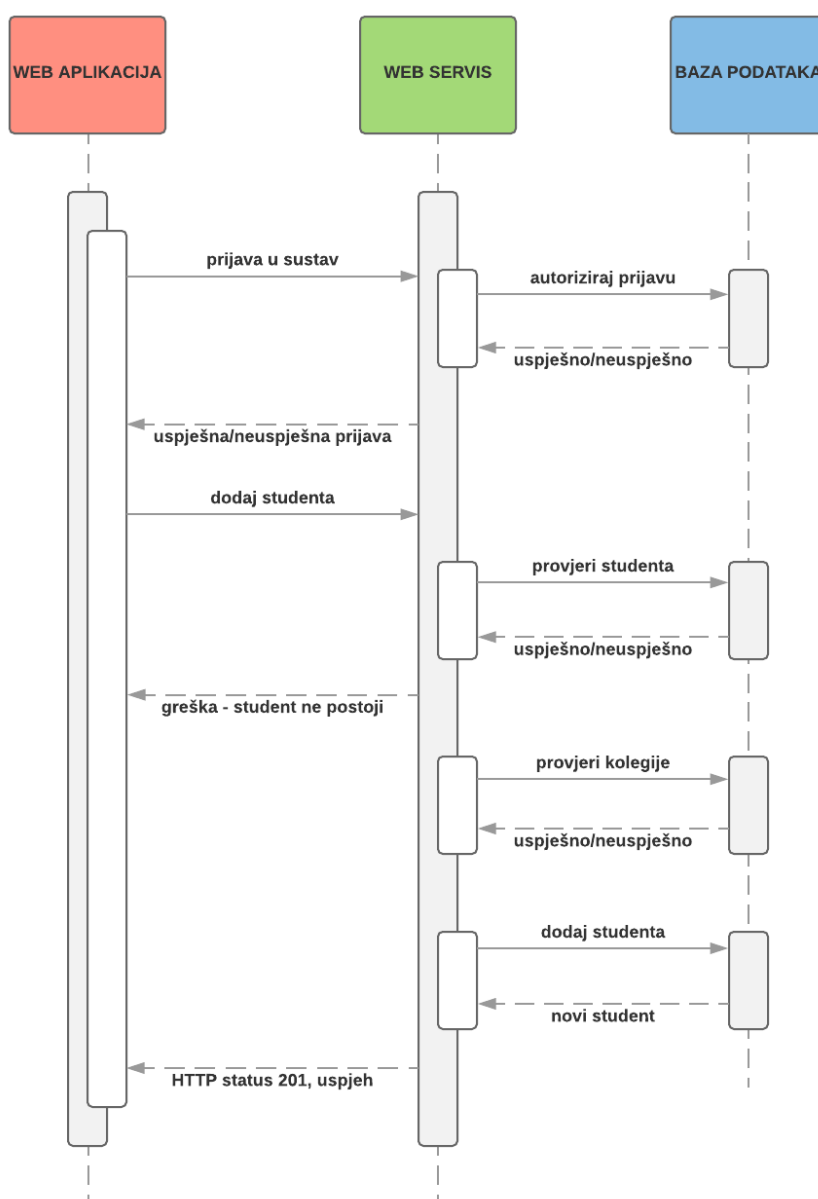 WEB APLIKACIJA
WEB SERVIS
BAZA PODATAKA
prijava u sustav
autoriziraj prijavu
uspješno/neuspješno
uspješna/neuspješna prijava
dodaj studenta
provjeri studenta
uspješno/neuspješno
greška - student ne postoji
provjeri kolegije
uspješno/neuspješno
dodaj studenta
novi student
HTTP status 201, uspjeh